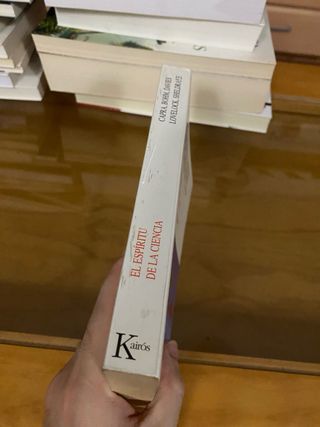 CAPRA, BOHM, DAVIES
LOVELOCK, SHELDRAKE
EL ESPÍRITU
DE LA CIENCIA
Kairós